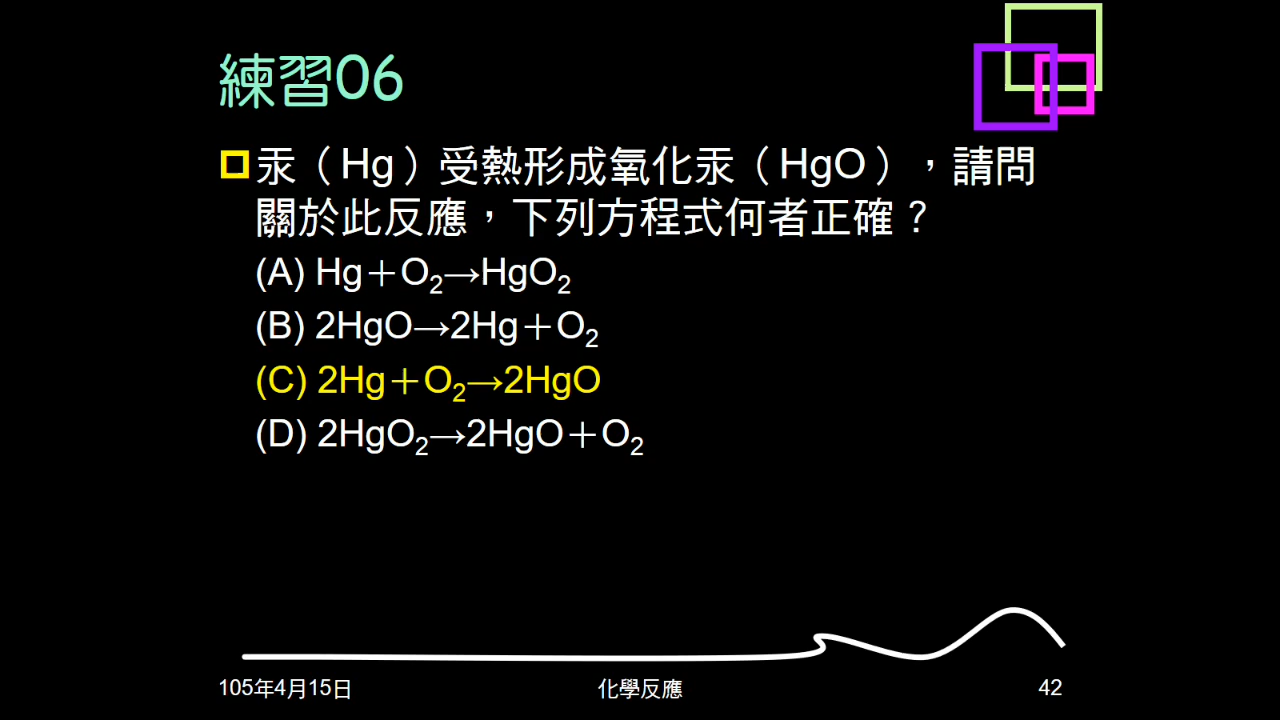 練習06
汞（Hg）受熱形成氧化汞（HgO），請問
關於此反應，下列方程式何者正確？
(A) Hg＋O₂→HgO₂
(B) 2HgO→2Hg＋O₂
(C) 2Hg＋O₂→2HgO
(D) 2HgO₂→2HgO＋O₂
105年4月15日
化學反應
42